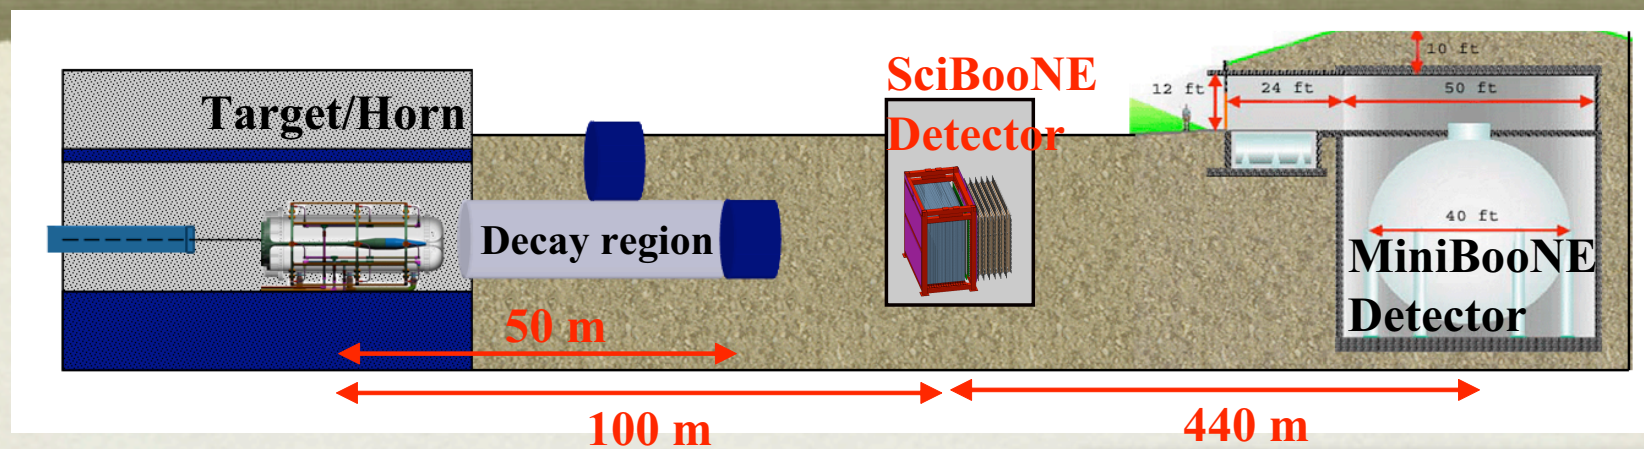 Target/Horn
Decay region
50 m
100 m
SciBooNE
Detector
440 m
10 ft
12 ft
24 ft
50 ft
40 ft
MiniBooNE
Detector